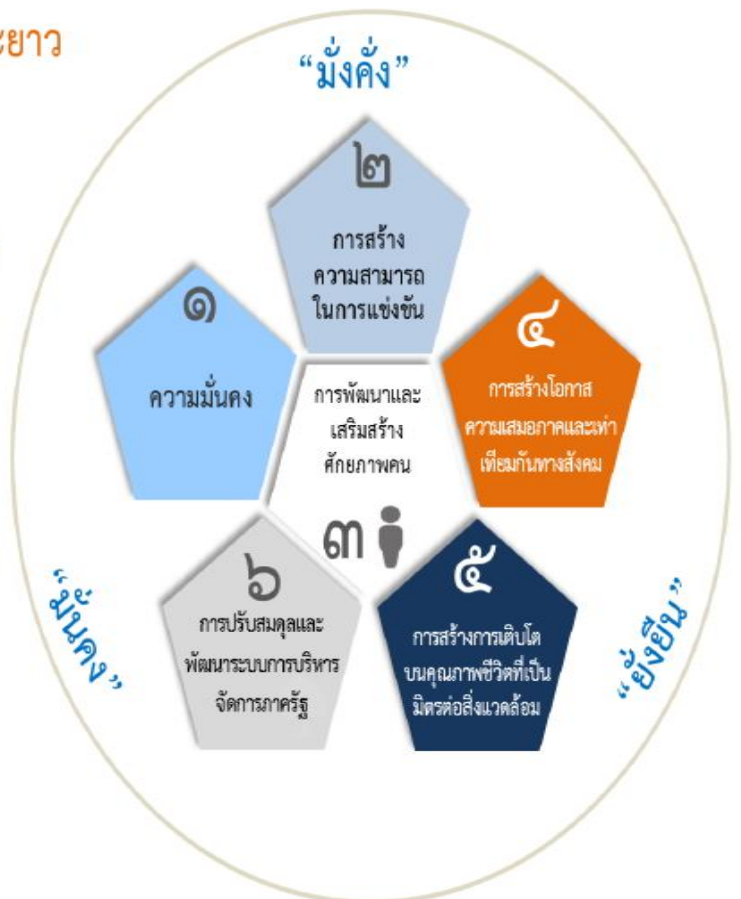 ะยาว
“มั่งคั่ง”
๒
การสร้าง
ความสามารถ
ในการแข่งขัน
๑
ความมั่นคง
๔
การสร้างโอกาส
ความเสมอภาคและเท่า
เทียมกันทางสังคม
การพัฒนาและ
เสริมสร้าง
ศักยภาพคน
๓
๖
การปรับสมดุลและ
พัฒนาระบบการบริหาร
จัดการภาครัฐ
๕
การสร้างการเติบโต
บนคุณภาพชีวิตที่เป็น
มิตรต่อสิ่งแวดล้อม
“มั่นคง”
“ยั่งยืน”